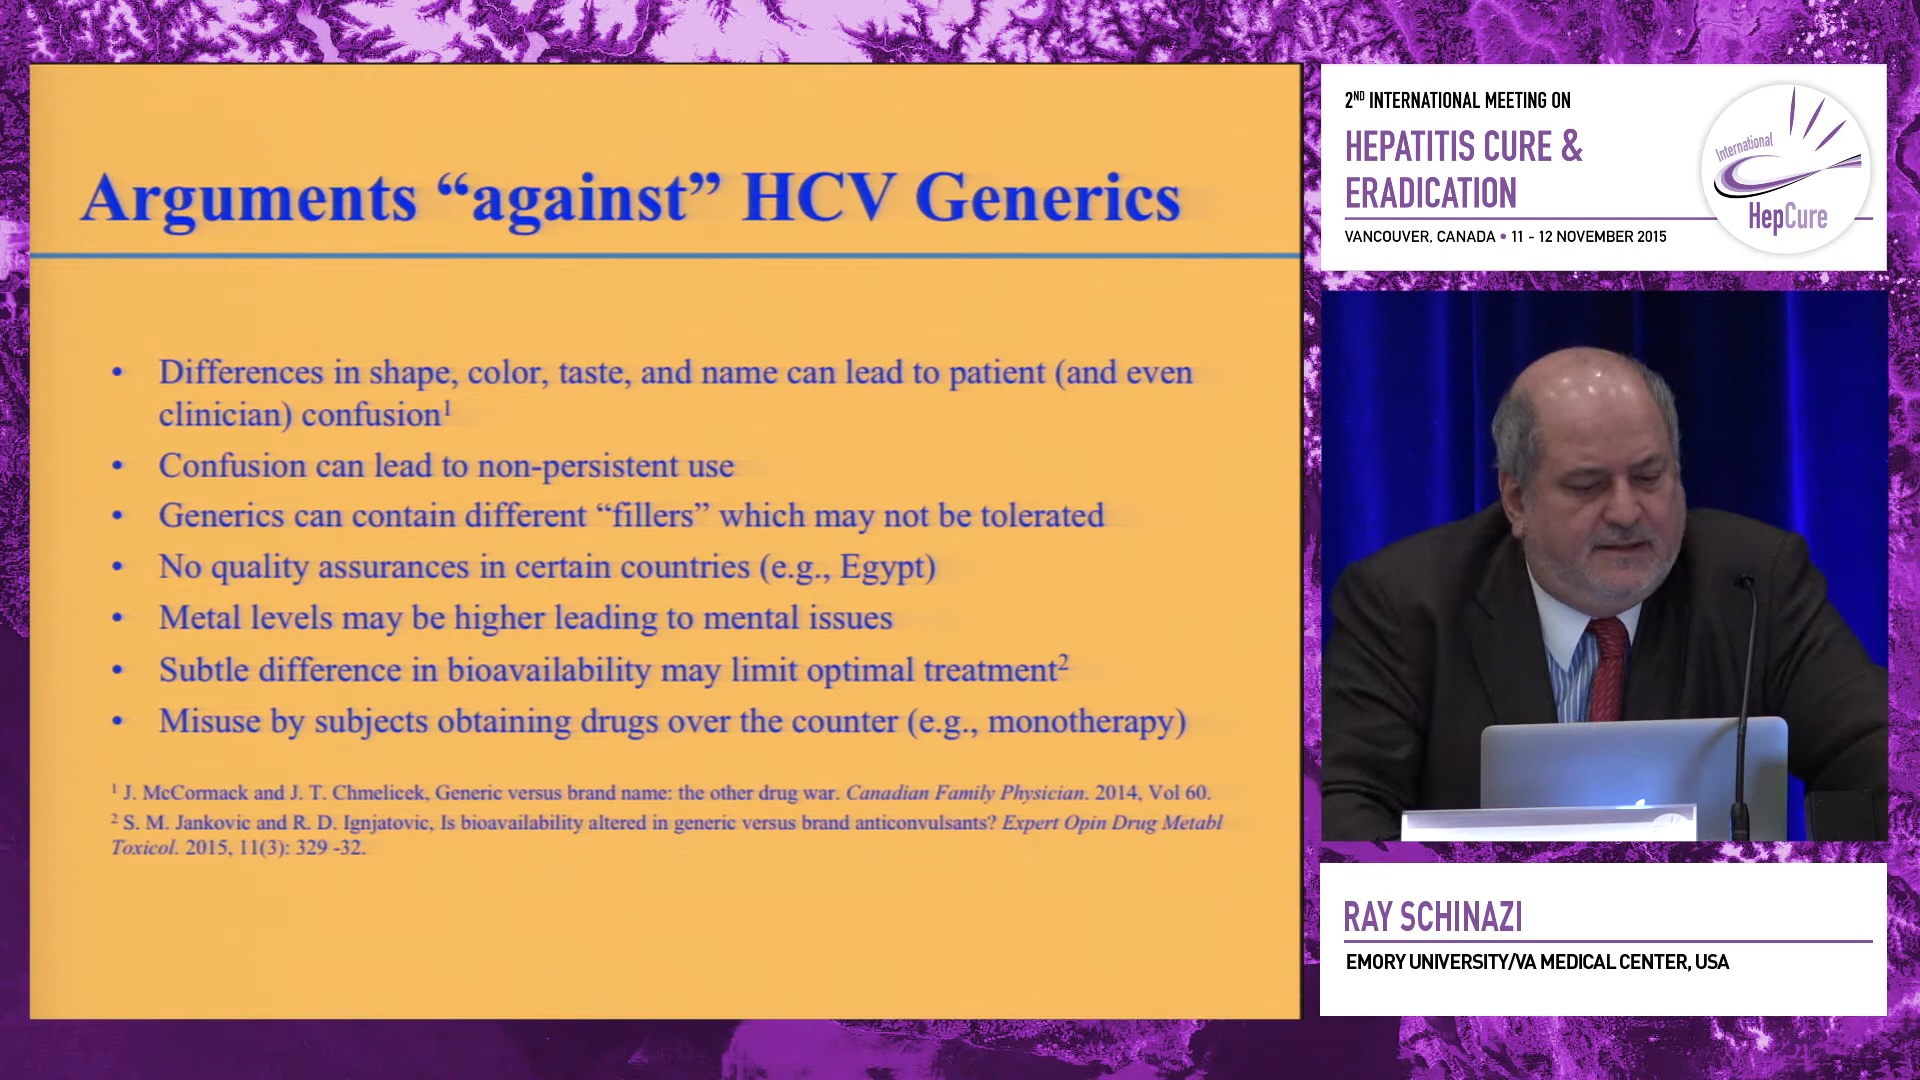 Arguments “against” HCV Generics
• Differences in shape, color, taste, and name can lead to patient (and even
clinician) confusion1
• Confusion can lead to non-persistent use
• Generics can contain different “fillers” which may not be tolerated
• No quality assurances in certain countries (e.g., Egypt)
• Metal levels may be higher leading to mental issues
• Subtle difference in bioavailability may limit optimal treatment2
• Misuse by subjects obtaining drugs over the counter (e.g., monotherapy)
1 J. McCormack and J. T. Chmelicek, Generic versus brand name: the other drug war. Canadian Family Physician. 2014, Vol 60.
2 S. M. Jankovic and R. D. Ignjatovic, Is bioavailability altered in generic versus brand anticonvulsants? Expert Opin Drug Metabl
Toxicol. 2015, 11(3): 329 -32.
2ND INTERNATIONAL MEETING ON
HEPATITIS CURE &
ERADICATION
VANCOUVER, CANADA • 11 - 12 NOVEMBER 2015
International
HepCure
RAY SCHINAZI
EMORY UNIVERSITY/VA MEDICAL CENTER, USA